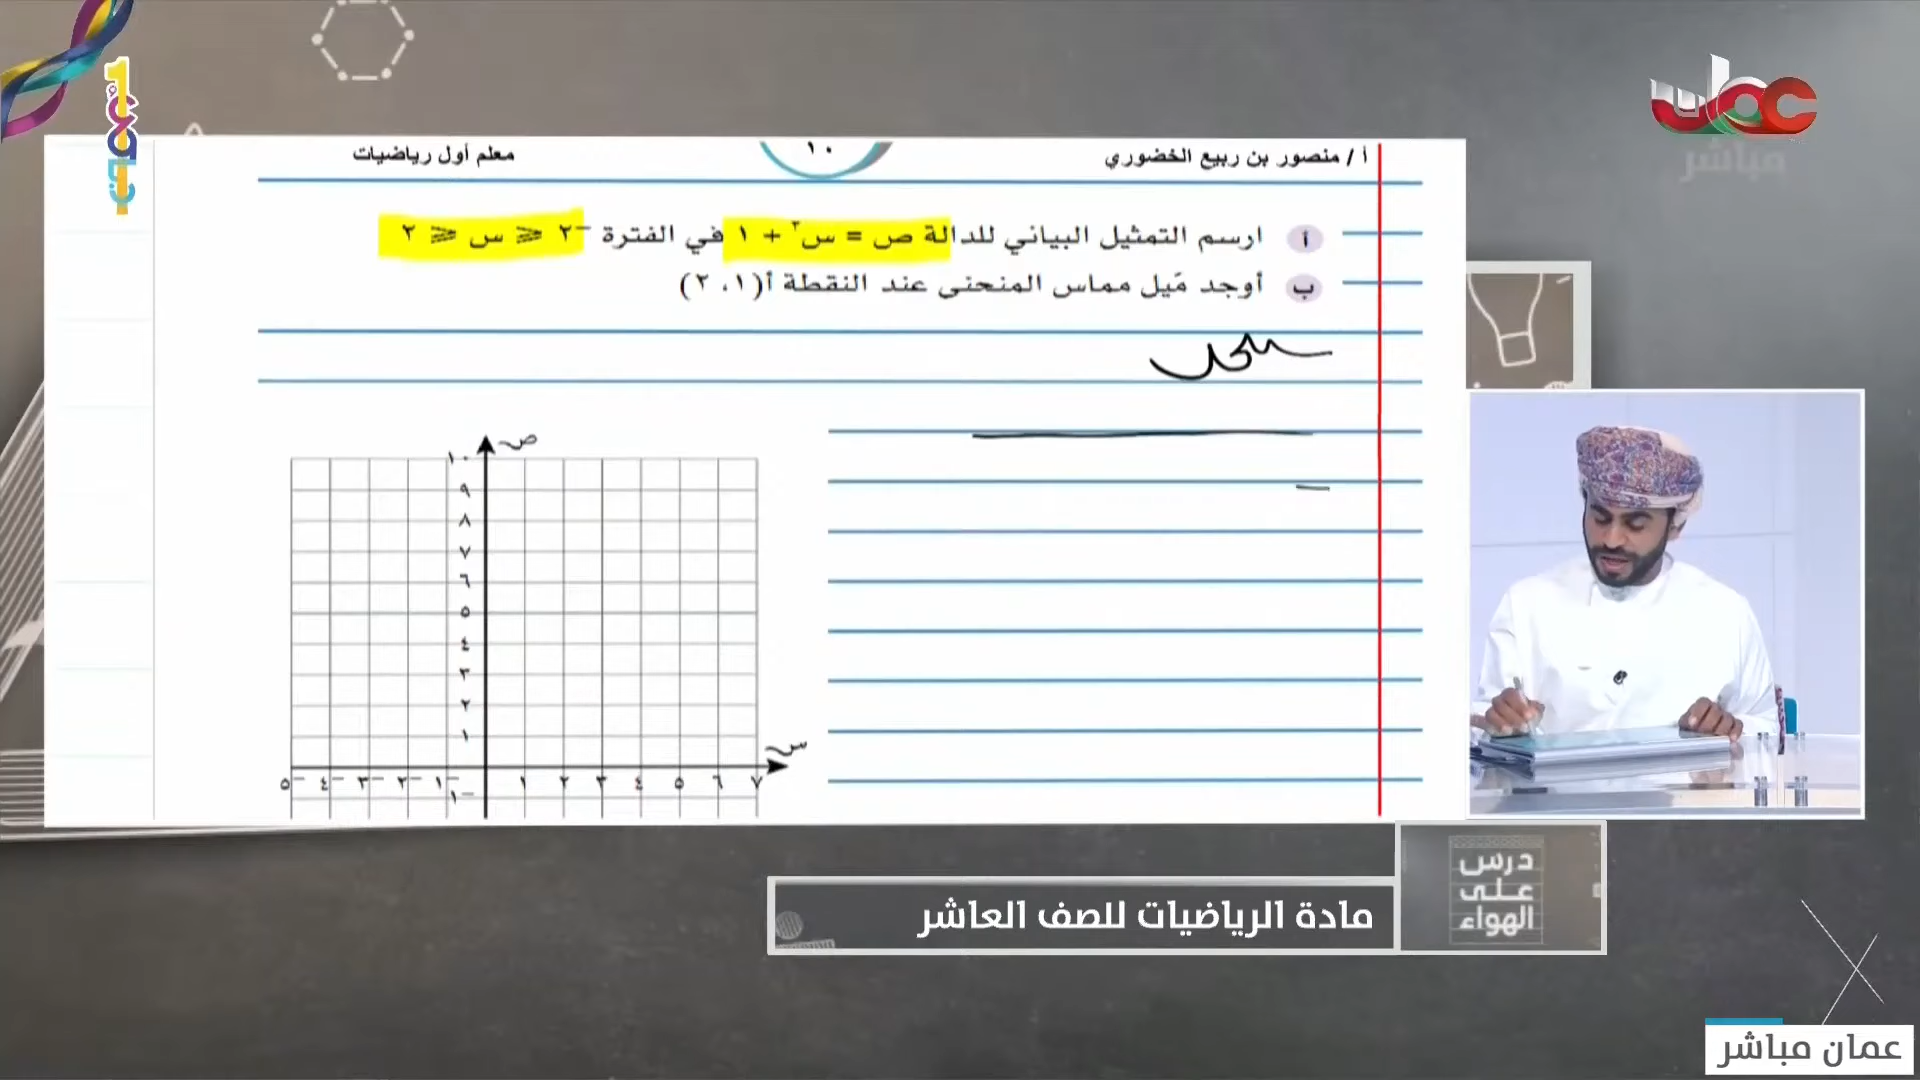 عمان
مباشر
أ / منصور بن ربيع الخضوري
١٠
معلم أول رياضيات
أ ارسم التمثيل البياني للدالة ص = س٣ + ١ في الفترة -٢ ⩽ س ⩽ ٢
ب أوجد مَيل مماس المنحنى عند النقطة أ(١، ٢)
الحل
ص
١٠
٩
٨
٧
٦
٥
٤
٣
٢
١
س
-٥ -٤ -٣ -٢ -١ ١ ٢ ٣ ٤ ٥ ٦ ٧
-١
درس
على
الهواء
مادة الرياضيات للصف العاشر
عمان مباشر